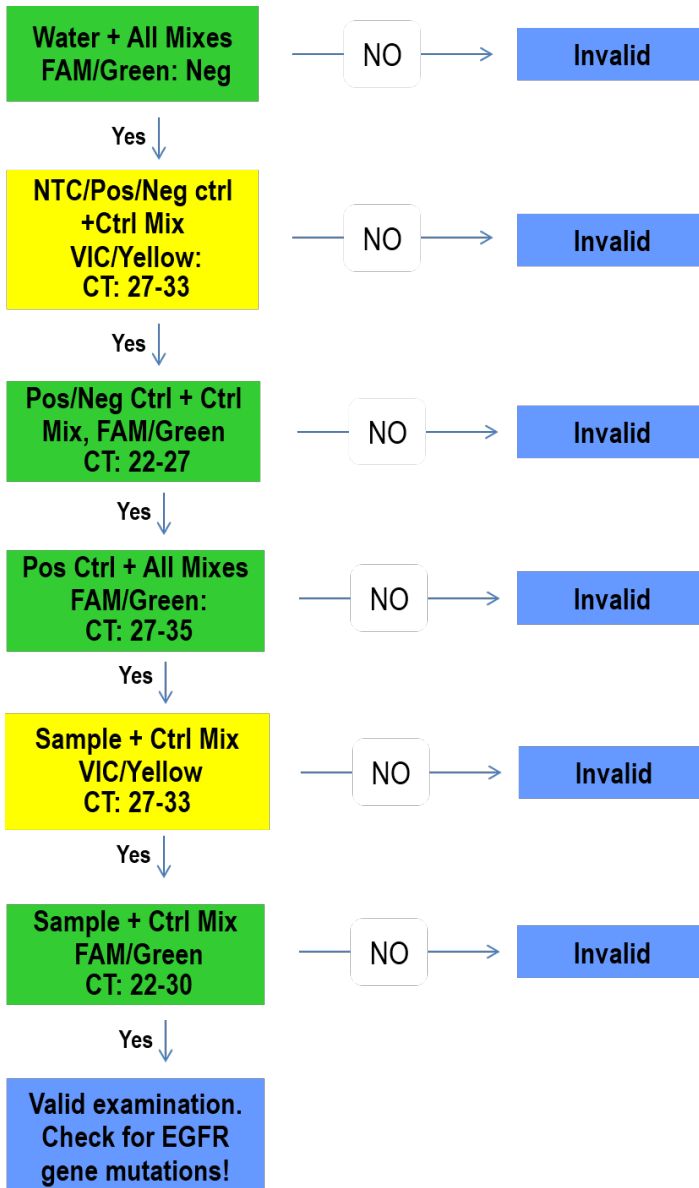 Water + All Mixes
FAM/Green: Neg
NO
Invalid
Yes
NTC/Pos/Neg ctrl
+Ctrl Mix
VIC/Yellow:
CT: 27-33
NO
Invalid
Yes
Pos/Neg Ctrl + Ctrl
Mix, FAM/Green
CT: 22-27
NO
Invalid
Yes
Pos Ctrl + All Mixes
FAM/Green:
CT: 27-35
NO
Invalid
Yes
Sample + Ctrl Mix
VIC/Yellow
CT: 27-33
NO
Invalid
Yes
Sample + Ctrl Mix
FAM/Green
CT: 22-30
NO
Invalid
Yes
Valid examination.
Check for EGFR
gene mutations!